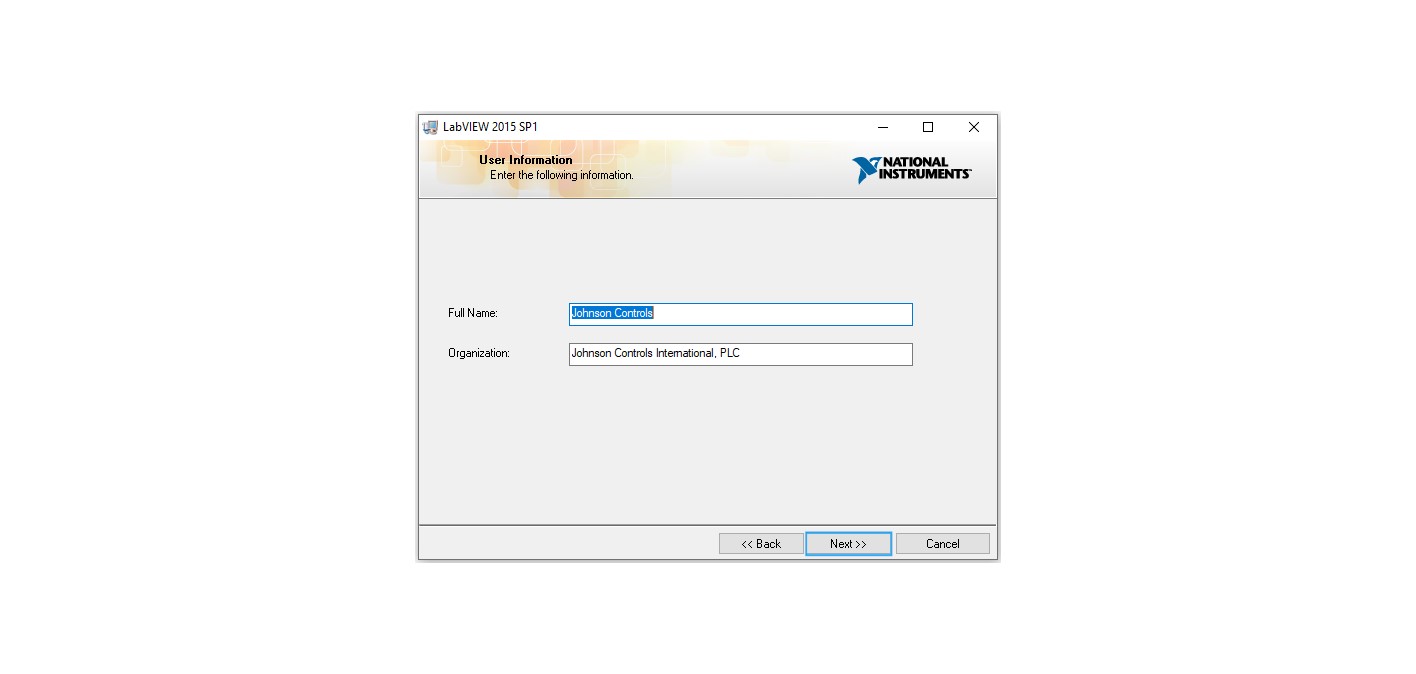 LabVIEW 2015 SP1
User Information
Enter the following information.
NATIONAL
INSTRUMENTS™
Full Name: Johnson Controls
Organization: Johnson Controls International, PLC
<< Back Next >> Cancel